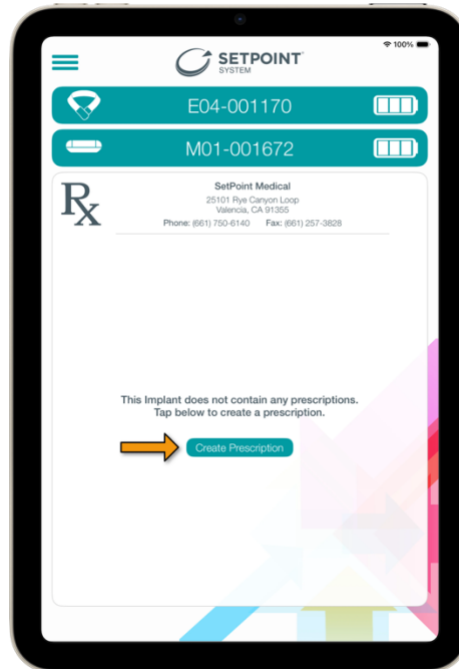 SETPOINT
SYSTEM
100%
E04-001170
M01-001672
Rx
SetPoint Medical
25101 Rye Canyon Loop
Valencia, CA 91355
Phone: (661) 750-6140 Fax: (661) 257-3828
This Implant does not contain any prescriptions.
Tap below to create a prescription.
Create Prescription